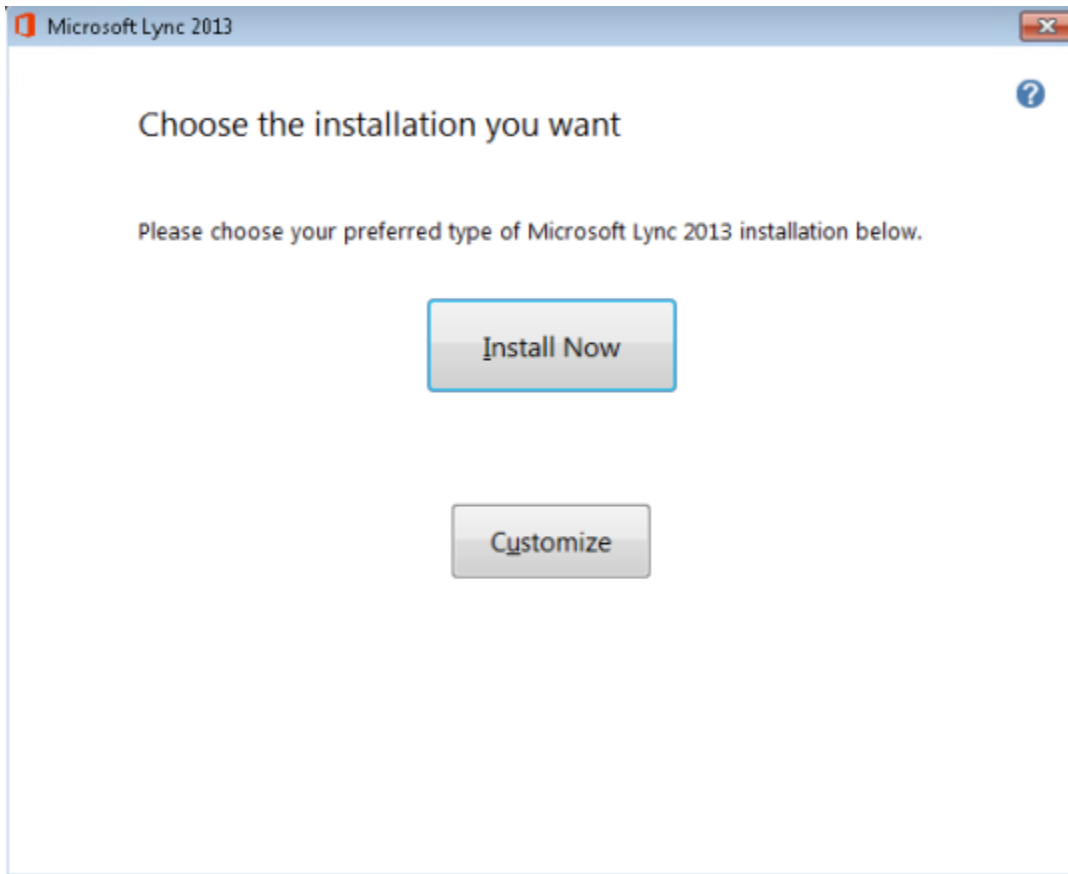 Microsoft Lync 2013
?
Choose the installation you want
Please choose your preferred type of Microsoft Lync 2013 installation below.
Install Now
Customize